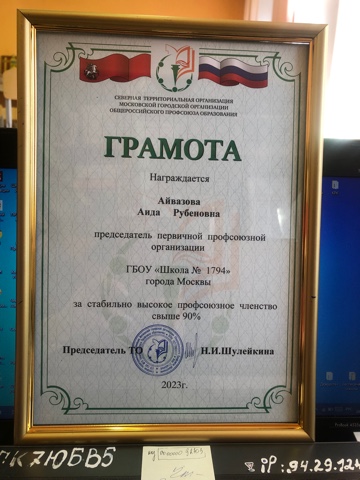 СЕВЕРНАЯ ТЕРРИТОРИАЛЬНАЯ ОРГАНИЗАЦИЯ
МОСКОВСКОЙ ГОРОДСКОЙ ОРГАНИЗАЦИИ
ОБЩЕРОССИЙСКОГО ПРОФСОЮЗА ОБРАЗОВАНИЯ
ГРАМОТА
Награждается
Айвазова
Аида Рубеновна
председатель первичной профсоюзной
организации
ГБОУ «Школа № 1794»
города Москвы
за стабильно высокое профсоюзное членство
свыше 90%
Председатель ТО Н.И.Шулейкина
2023г.
ПК7ЮБВ5
iP: 94.29.124